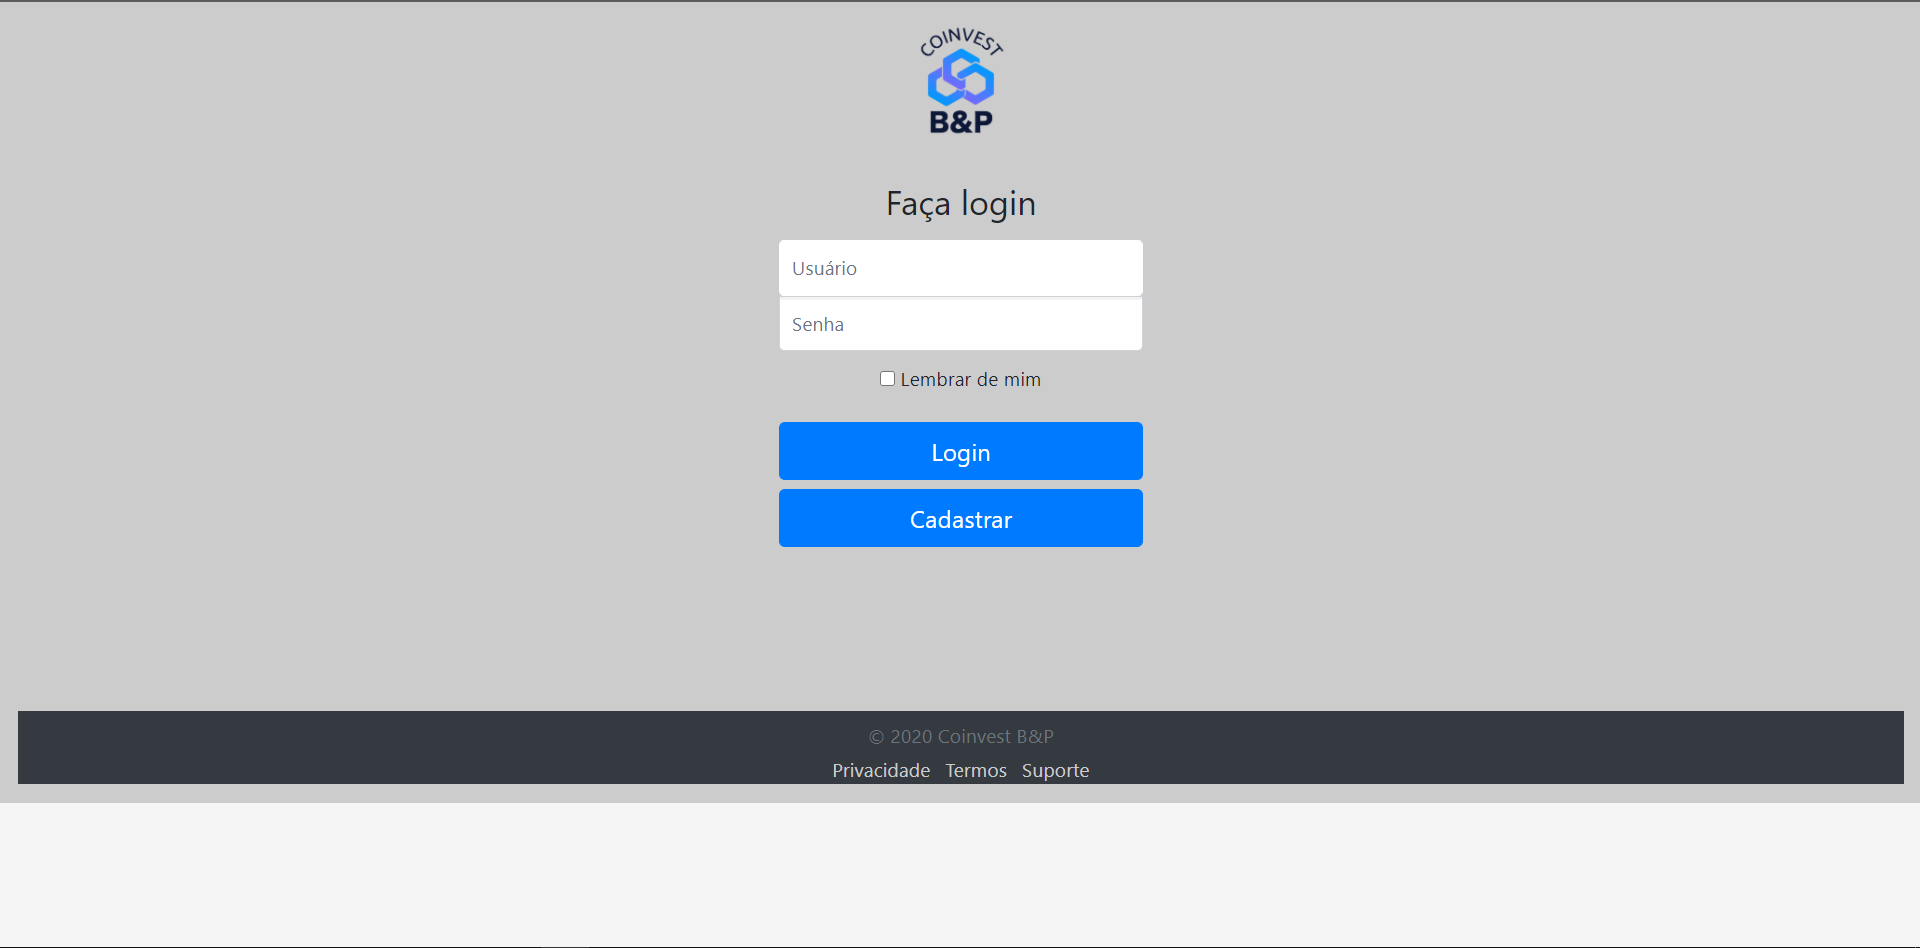 COINVEST
B&P
Faça login
Usuário
Senha
Lembrar de mim
Login
Cadastrar
© 2020 Coinvest B&P
Privacidade Termos Suporte